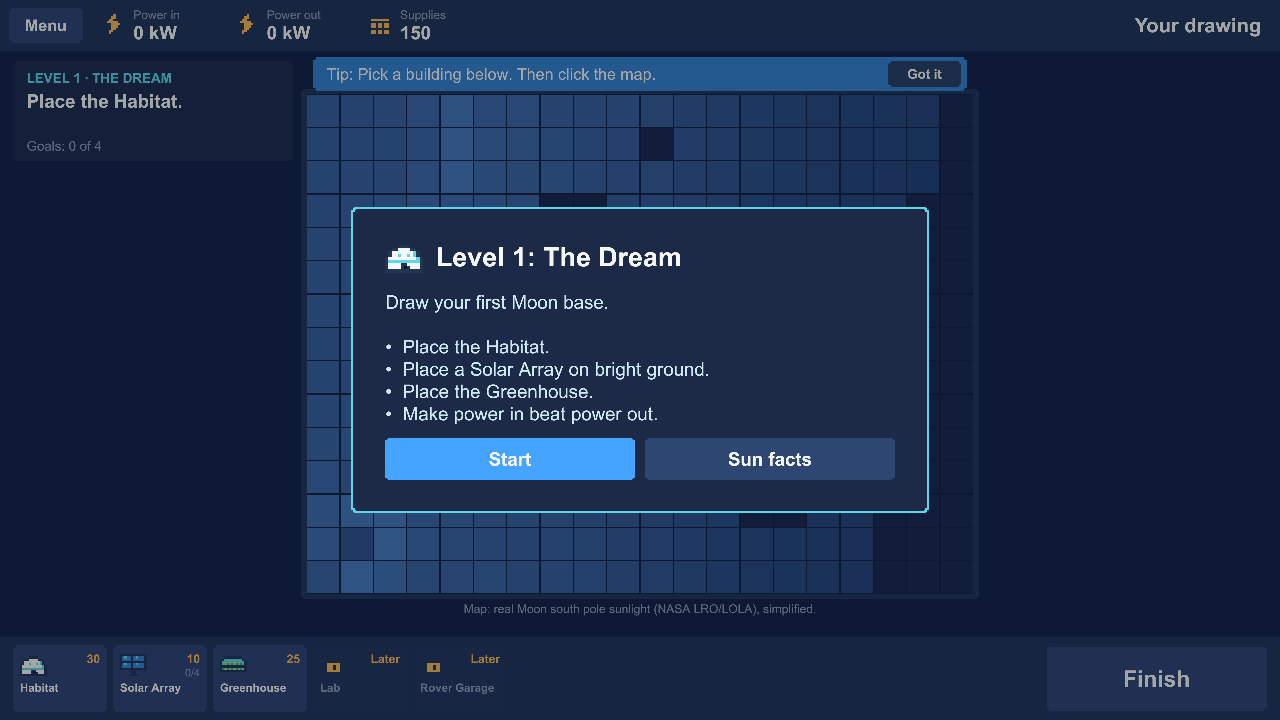 Menu
Power in
0 kW
Power out
0 kW
Supplies
150
Your drawing
LEVEL 1 · THE DREAM
Place the Habitat.
Goals: 0 of 4
Tip: Pick a building below. Then click the map.
Got it
Level 1: The Dream
Draw your first Moon base.
• Place the Habitat.
• Place a Solar Array on bright ground.
• Place the Greenhouse.
• Make power in beat power out.
Start
Sun facts
Map: real Moon south pole sunlight (NASA LRO/LOLA), simplified.
30
Habitat
10
0/4
Solar Array
25
Greenhouse
Later
Lab
Later
Rover Garage
Finish